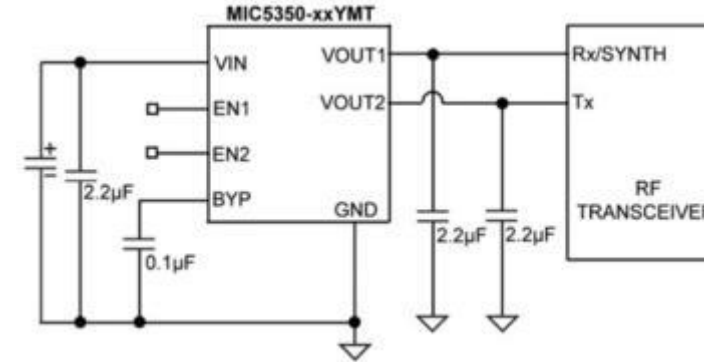 MIC5350-xxYMT
VIN
VOUT1
Rx/SYNTH
EN1
VOUT2
Tx
EN2
BYP
GND
RF
TRANSCEIVER
+
–
2.2µF
0.1µF
2.2µF
2.2µF